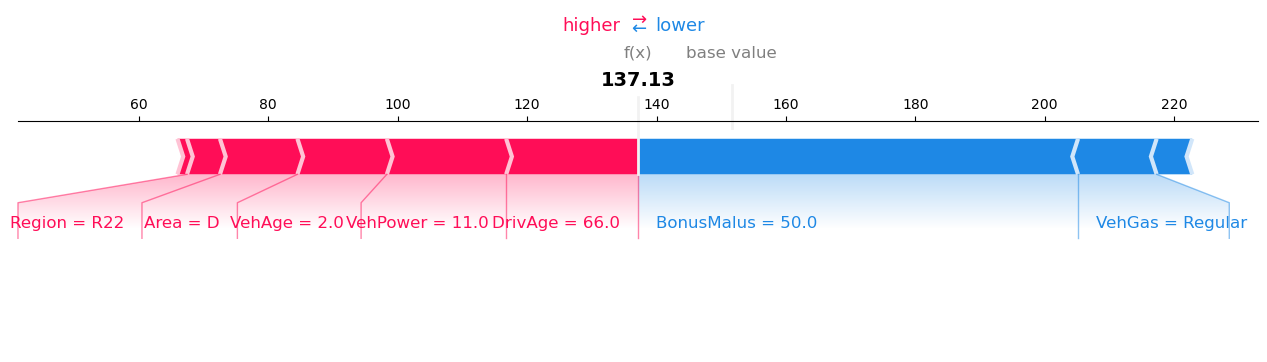 higher ⇄ lower
f(x) base value
137.13
60 80 100 120 140 160 180 200 220
Region = R22 Area = D VehAge = 2.0 VehPower = 11.0 DrivAge = 66.0 BonusMalus = 50.0 VehGas = Regular